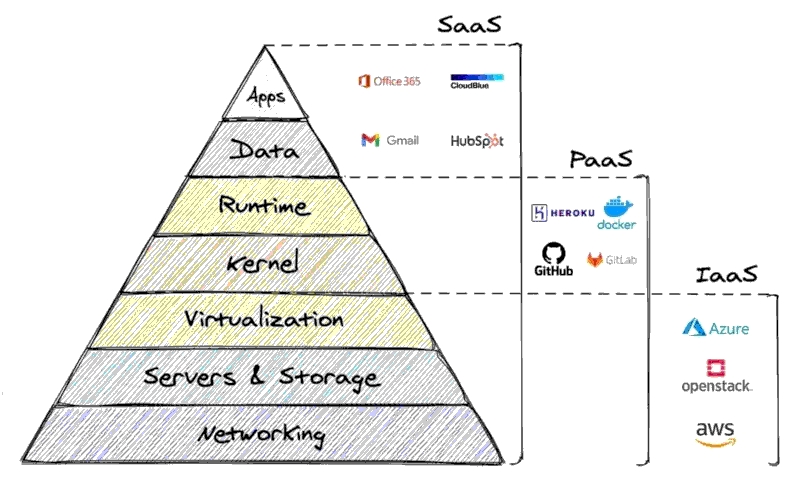 SaaS
Apps
Office 365
CloudBlue
Data
Gmail
HubSpot
PaaS
Runtime
HEROKU
docker
Kernel
GitHub
GitLab
IaaS
Virtualization
Azure
Servers & Storage
openstack.
Networking
aws